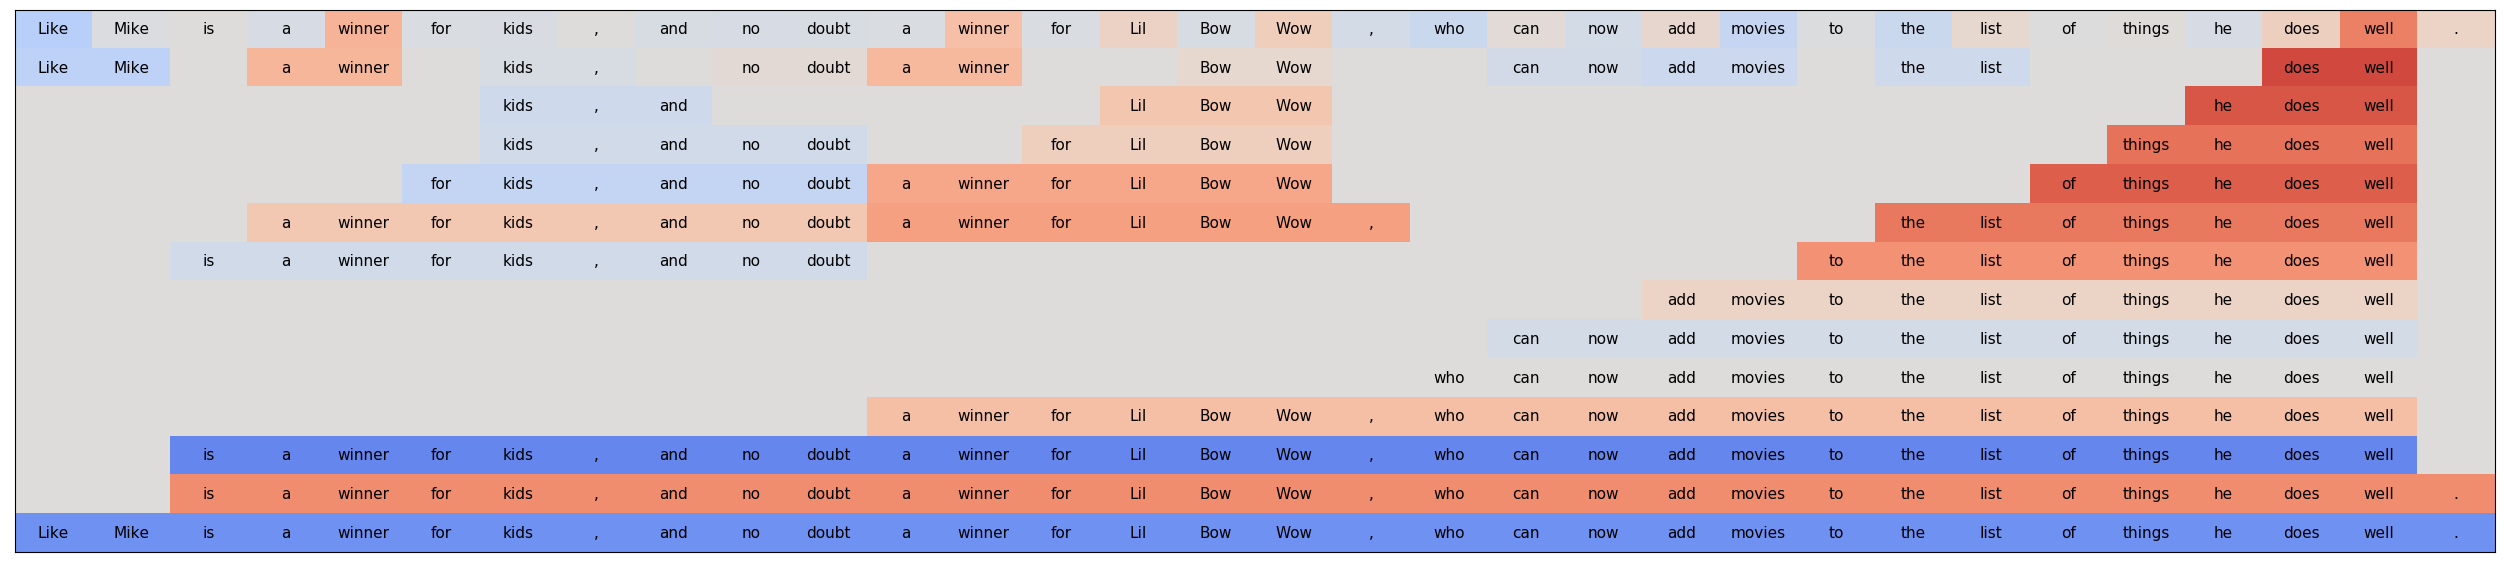 Like Mike is a winner for kids , and no doubt a winner for Lil Bow Wow , who can now add movies to the list of things he does well .
Like Mike a winner kids , no doubt a winner Bow Wow can now add movies the list does well
kids , and Lil Bow Wow he does well
kids , and no doubt for Lil Bow Wow things he does well
for kids , and no doubt a winner for Lil Bow Wow of things he does well
a winner for kids , and no doubt a winner for Lil Bow Wow , the list of things he does well
is a winner for kids , and no doubt to the list of things he does well
add movies to the list of things he does well
can now add movies to the list of things he does well
who can now add movies to the list of things he does well
a winner for Lil Bow Wow , who can now add movies to the list of things he does well
is a winner for kids , and no doubt a winner for Lil Bow Wow , who can now add movies to the list of things he does well
is a winner for kids , and no doubt a winner for Lil Bow Wow , who can now add movies to the list of things he does well .
Like Mike is a winner for kids , and no doubt a winner for Lil Bow Wow , who can now add movies to the list of things he does well .